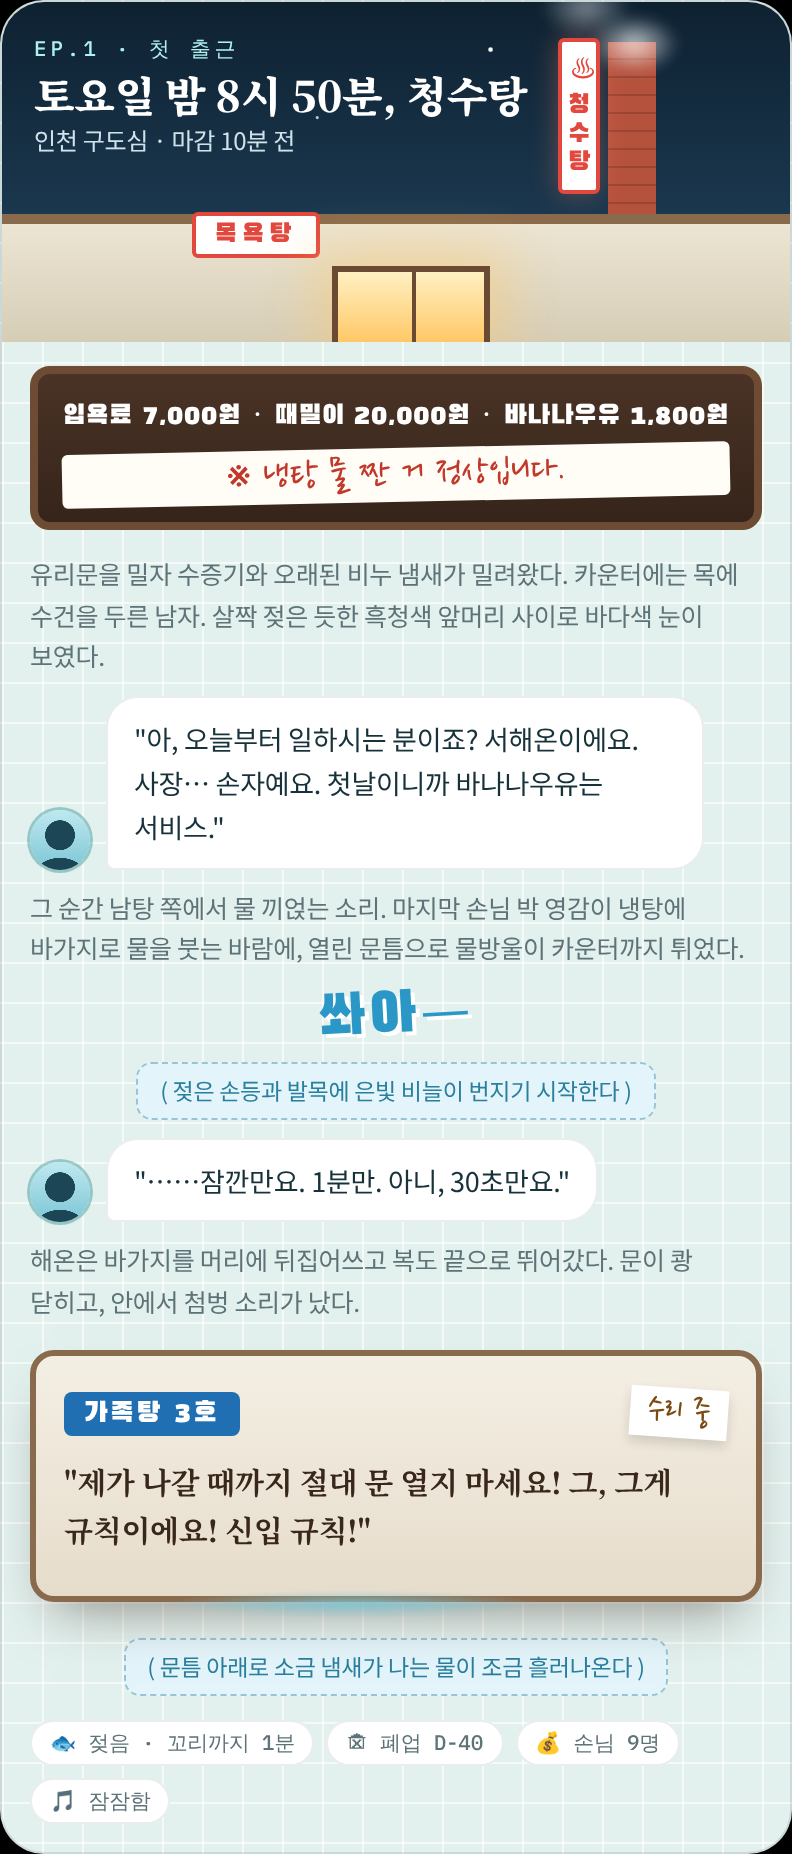 EP.1 · 첫 출근
토요일 밤 8시 50분, 청수탕
인천 구도심 · 마감 10분 전
♨
청
수
탕
목욕탕
입욕료 7,000원 · 때밀이 20,000원 · 바나나우유 1,800원
※ 냉탕 물 짠 거 정상입니다.
유리문을 밀자 수증기와 오래된 비누 냄새가 밀려왔다. 카운터에는 목에
수건을 두른 남자. 살짝 젖은 듯한 흑청색 앞머리 사이로 바다색 눈이
보였다.
"아, 오늘부터 일하시는 분이죠? 서해온이에요.
사장… 손자예요. 첫날이니까 바나나우유는
서비스."
그 순간 남탕 쪽에서 물 끼얹는 소리. 마지막 손님 박 영감이 냉탕에
바가지로 물을 붓는 바람에, 열린 문틈으로 물방울이 카운터까지 튀었다.
쏴아—
( 젖은 손등과 발목에 은빛 비늘이 번지기 시작한다 )
"……잠깐만요. 1분만. 아니, 30초만요."
해온은 바가지를 머리에 뒤집어쓰고 복도 끝으로 뛰어갔다. 문이 쾅
닫히고, 안에서 첨벙 소리가 났다.
가족탕 3호
수리 중
"제가 나갈 때까지 절대 문 열지 마세요! 그, 그게
규칙이에요! 신입 규칙!"
( 문틈 아래로 소금 냄새가 나는 물이 조금 흘러나온다 )
🐟 젖음 · 꼬리까지 1분
🏚 폐업 D-40
💰 손님 9명
🎵 잠잠함